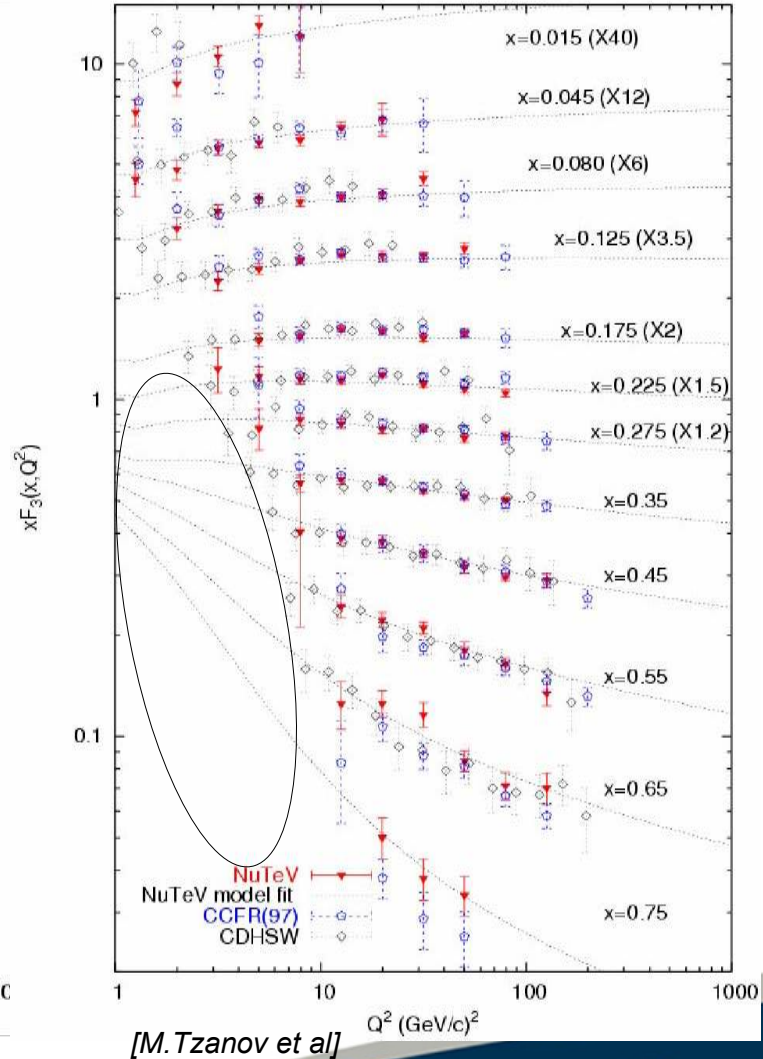 10
1
0.1
xF₃(x,Q²)
x=0.015 (X40)
x=0.045 (X12)
x=0.080 (X6)
x=0.125 (X3.5)
x=0.175 (X2)
x=0.225 (X1.5)
x=0.275 (X1.2)
x=0.35
x=0.45
x=0.55
x=0.65
x=0.75
NuTeV
NuTeV model fit
CCFR(97)
CDHSW
1 10 100 1000
Q² (GeV/c)²
[M.Tzanov et al]